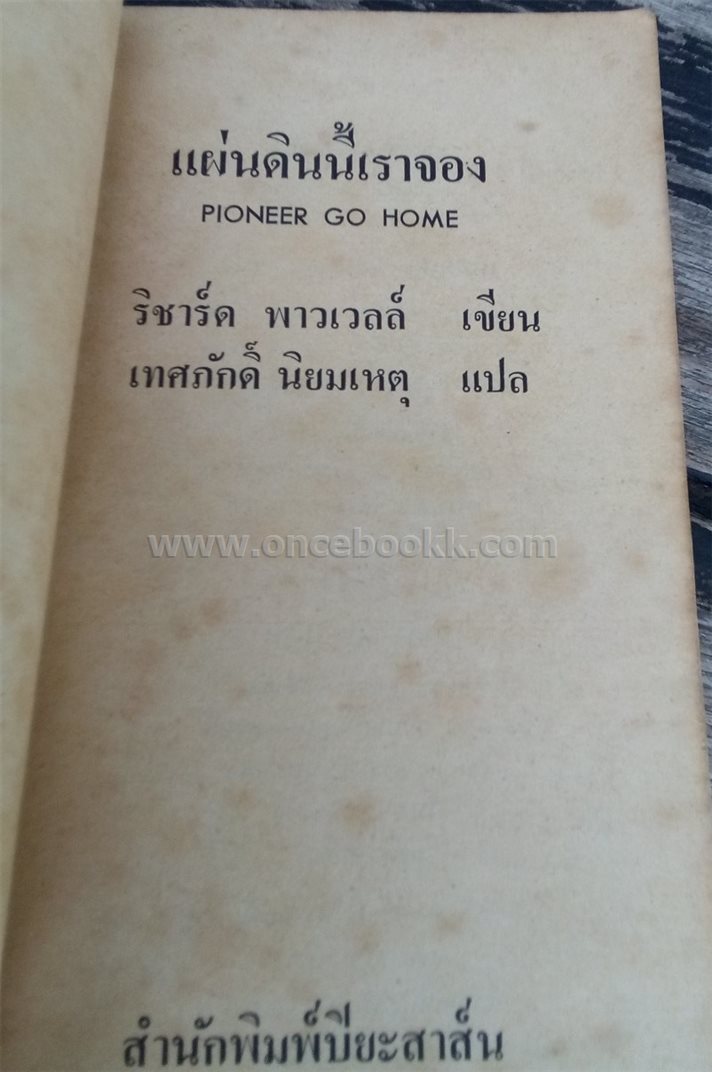 แผ่นดินนี้เราจอง
PIONEER GO HOME
ริชาร์ด พาวเวลล์ เขียน
เทศภักดิ์ นิยมเหตุ แปล
www.oncebookk.com
สำนักพิมพ์ปิยะสาส์น